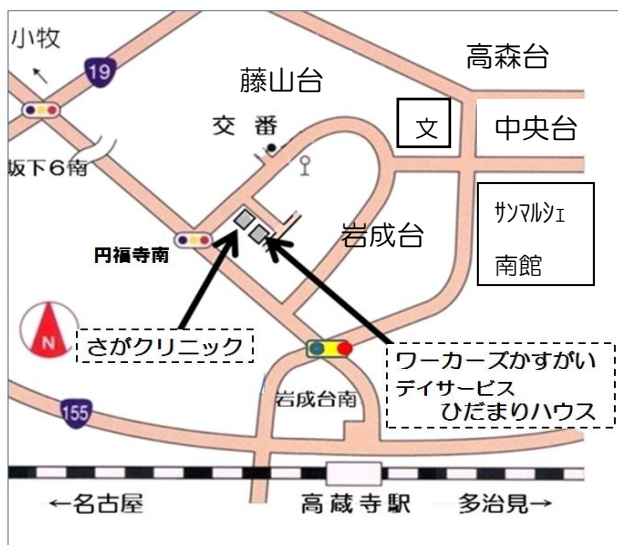 小牧
19
藤山台
高森台
交番
文
中央台
坂下6南
サンマルシェ
南館
岩成台
円福寺南
N
さがクリニック
ワーカーズかすがい
デイサービス
ひだまりハウス
岩成台南
155
←名古屋
高蔵寺駅
多治見→